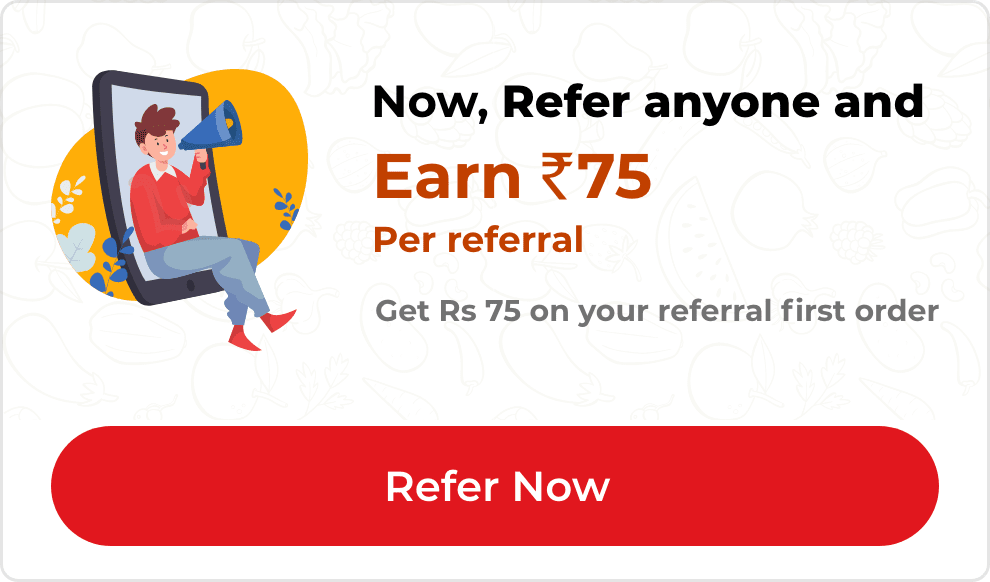 Now, Refer anyone and
Earn ₹75
Per referral
Get Rs 75 on your referral first order
Refer Now